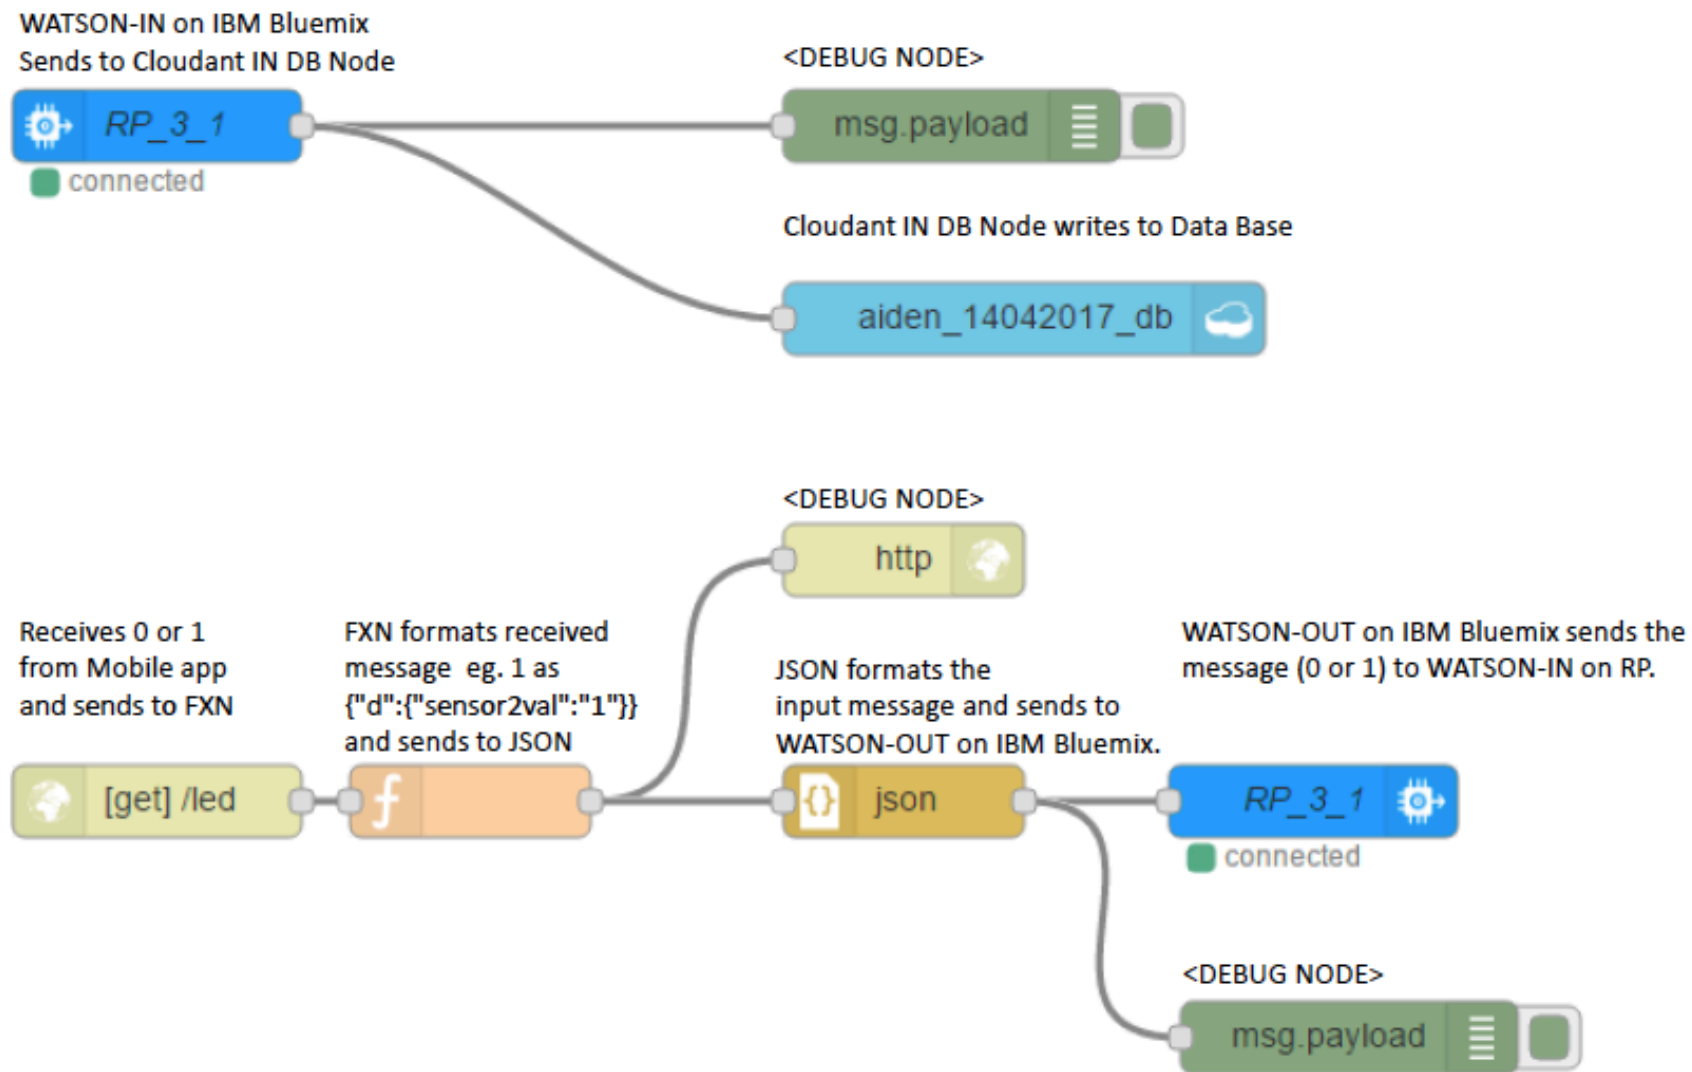 WATSON-IN on IBM Bluemix
Sends to Cloudant IN DB Node
RP_3_1
connected
<DEBUG NODE>
msg.payload
Cloudant IN DB Node writes to Data Base
aiden_14042017_db
<DEBUG NODE>
http
Receives 0 or 1
from Mobile app
and sends to FXN
[get] /led
FXN formats received
message  eg. 1 as
{"d":{"sensor2val":"1"}}
and sends to JSON
f
JSON formats the
input message and sends to
WATSON-OUT on IBM Bluemix.
{} json
WATSON-OUT on IBM Bluemix sends the
message (0 or 1) to WATSON-IN on RP.
RP_3_1
connected
<DEBUG NODE>
msg.payload